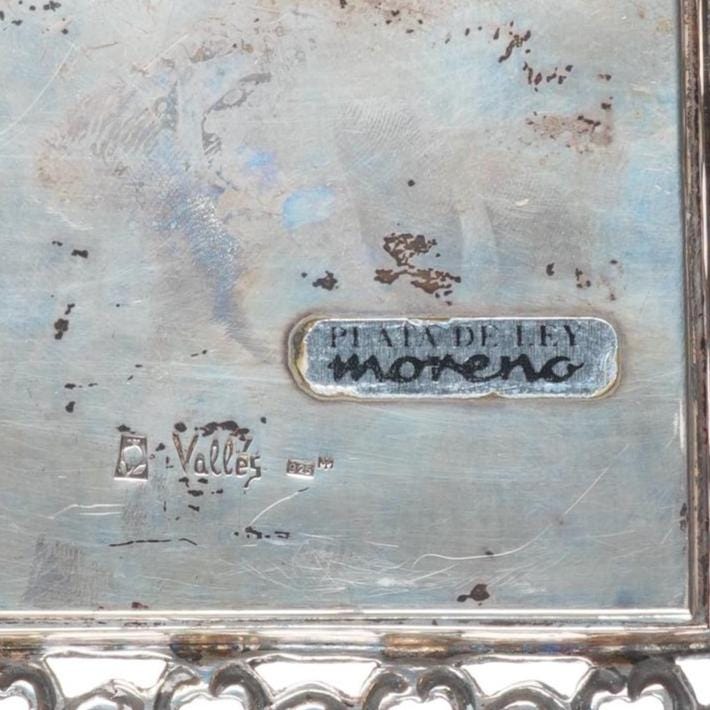 PLATA DE LEY
moreno
Vallés 925